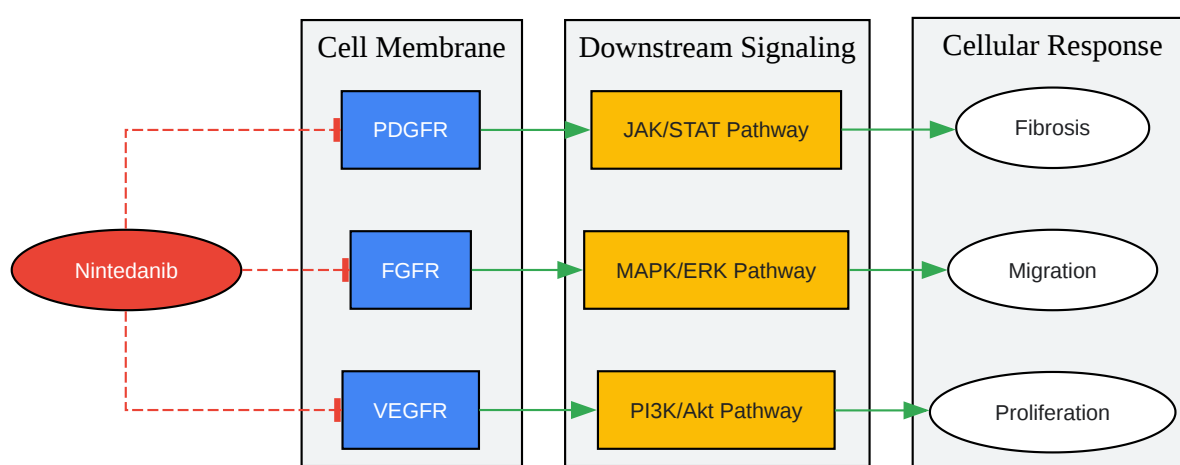 Cell Membrane
Downstream Signaling
Cellular Response
PDGFR
JAK/STAT Pathway
Fibrosis
Nintedanib
FGFR
MAPK/ERK Pathway
Migration
VEGFR
PI3K/Akt Pathway
Proliferation